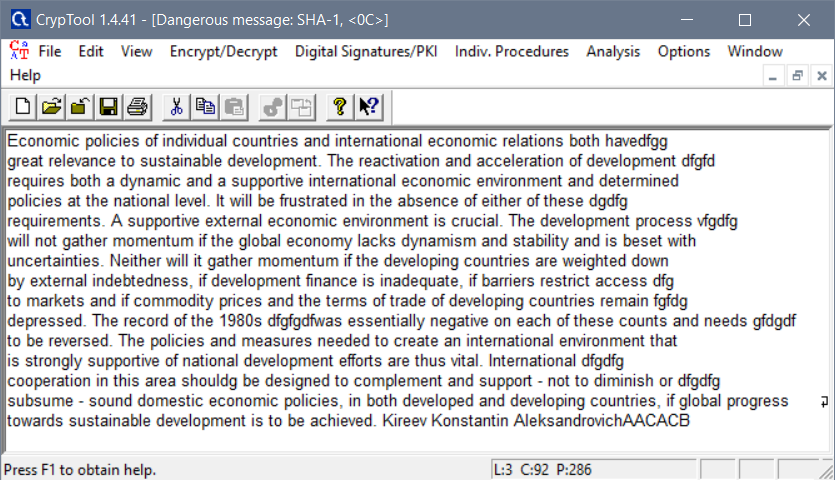 CrypTool 1.4.41 - [Dangerous message: SHA-1, <0C>]
File Edit View Encrypt/Decrypt Digital Signatures/PKI Indiv. Procedures Analysis Options Window
Help
Economic policies of individual countries and international economic relations both havedfgg
great relevance to sustainable development. The reactivation and acceleration of development dfgfd
requires both a dynamic and a supportive international economic environment and determined
policies at the national level. It will be frustrated in the absence of either of these dgdfg
requirements. A supportive external economic environment is crucial. The development process vfgdfg
will not gather momentum if the global economy lacks dynamism and stability and is beset with
uncertainties. Neither will it gather momentum if the developing countries are weighted down
by external indebtedness, if development finance is inadequate, if barriers restrict access dfg
to markets and if commodity prices and the terms of trade of developing countries remain fgfdg
depressed. The record of the 1980s dfgfgdfwas essentially negative on each of these counts and needs gfdgdf
to be reversed. The policies and measures needed to create an international environment that
is strongly supportive of national development efforts are thus vital. International dfgdfg
cooperation in this area shouldg be designed to complement and support - not to diminish or dfgdfg
subsume - sound domestic economic policies, in both developed and developing countries, if global progress
towards sustainable development is to be achieved. Kireev Konstantin AleksandrovichAACACB
Press F1 to obtain help. L:3 C:92 P:286